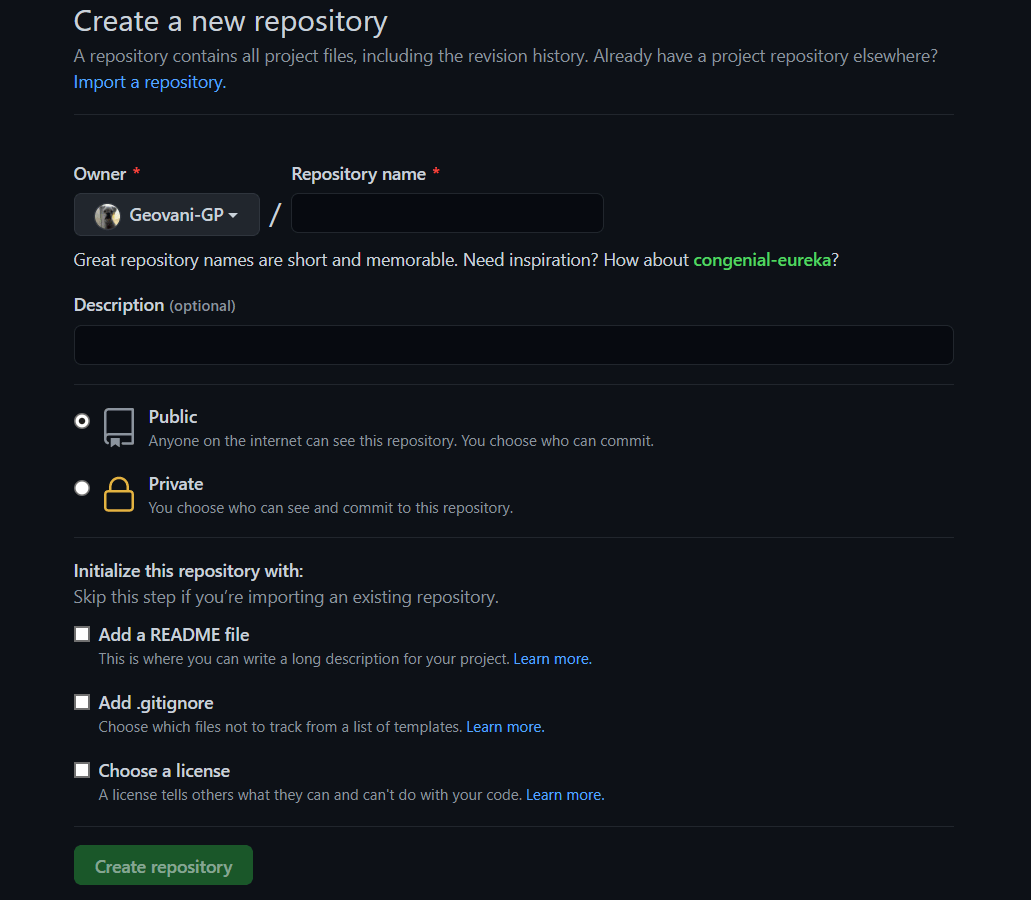 Create a new repository
A repository contains all project files, including the revision history. Already have a project repository elsewhere?
Import a repository.
Owner * Repository name *
Geovani-GP /
Great repository names are short and memorable. Need inspiration? How about congenial-eureka?
Description (optional)
Public
Anyone on the internet can see this repository. You choose who can commit.
Private
You choose who can see and commit to this repository.
Initialize this repository with:
Skip this step if you’re importing an existing repository.
Add a README file
This is where you can write a long description for your project. Learn more.
Add .gitignore
Choose which files not to track from a list of templates. Learn more.
Choose a license
A license tells others what they can and can't do with your code. Learn more.
Create repository